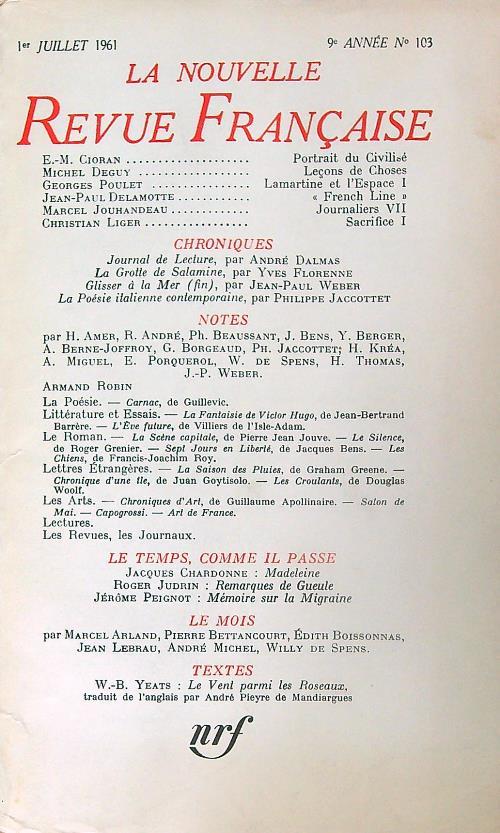 1er JUILLET 1961 9e ANNÉE No 103
LA NOUVELLE
REVUE FRANÇAISE
E.-M. CIORAN .................... Portrait du Civilisé
MICHEL DEGUY .................. Leçons de Choses
GEORGES POULET ................ Lamartine et l'Espace I
JEAN-PAUL DELAMOTTE............. « French Line »
MARCEL JOUHANDEAU ............. Journaliers VII
CHRISTIAN LIGER................. Sacrifice I
CHRONIQUES
Journal de Lecture, par ANDRÉ DALMAS
La Grotte de Salamine, par YVES FLORENNE
Glisser à la Mer (fin), par JEAN-PAUL WEBER
La Poésie italienne contemporaine, par PHILIPPE JACCOTTET
NOTES
par H. AMER, R. ANDRÉ, PH. BEAUSSANT, J. BENS, Y. BERGER,
A. BERNE-JOFFROY, G. BORGEAUD, PH. JACCOTTET; H. KRÉA,
A. MIGUEL, E. PORQUEROL, W. DE SPENS, H. THOMAS,
J.-P. WEBER.
ARMAND ROBIN
La Poésie. — Carnac, de Guillevic.
Littérature et Essais. — La Fantaisie de Victor Hugo, de Jean-Bertrand
Barrère. — L'Ève future, de Villiers de l'Isle-Adam.
Le Roman. — La Scène capitale, de Pierre Jean Jouve. — Le Silence,
de Roger Grenier. — Sept Jours en Liberté, de Jacques Bens. — Les
Chiens, de Francis-Joachim Roy.
Lettres Étrangères. — La Saison des Pluies, de Graham Greene. —
Chronique d'une île, de Juan Goytisolo. — Les Croulants, de Douglas
Woolf.
Les Arts. — Chroniques d'Art, de Guillaume Apollinaire. — Salon de
Mai. — Capogrossi. — Art de France.
Lectures.
Les Revues, les Journaux.
LE TEMPS, COMME IL PASSE
JACQUES CHARDONNE : Madeleine
ROGER JUDRIN : Remarques de Gueule
JÉRÔME PEIGNOT : Mémoire sur la Migraine
LE MOIS
par MARCEL ARLAND, PIERRE BETTANCOURT, ÉDITH BOISSONNAS,
JEAN LEBRAU, ANDRÉ MICHEL, WILLY DE SPENS.
TEXTES
W.-B. YEATS : Le Vent parmi les Roseaux,
traduit de l'anglais par André Pieyre de Mandiargues
nrf